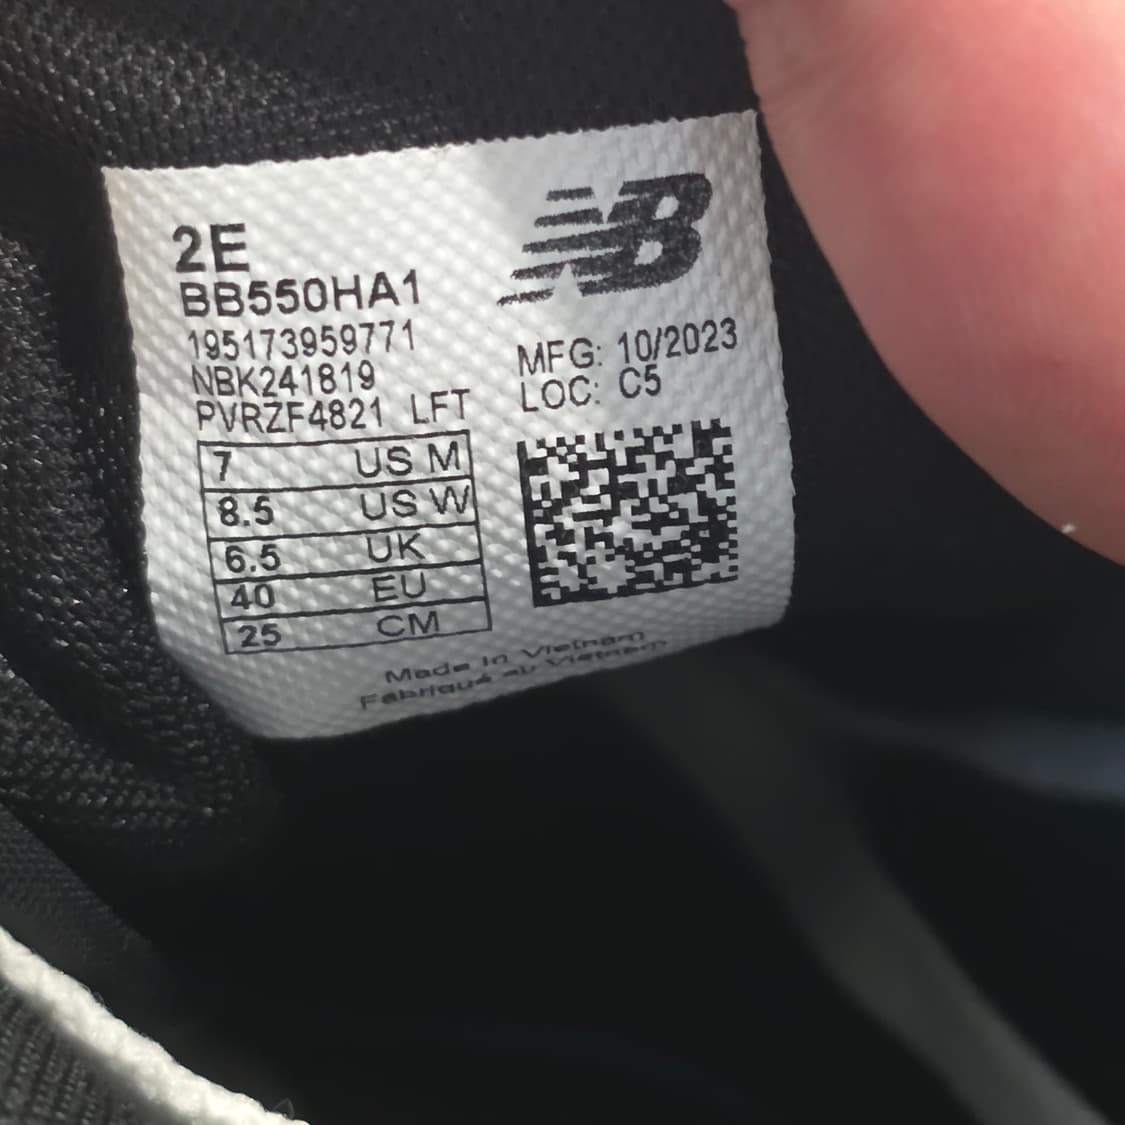 2E
BB550HA1
195173959771
NBK241819
PVRZF4821 LFT
NB
MFG: 10/2023
LOC: C5
7 US M
8.5 US W
6.5 UK
40 EU
25 CM
Made in Vietnam
Fabriqué au Vietnam